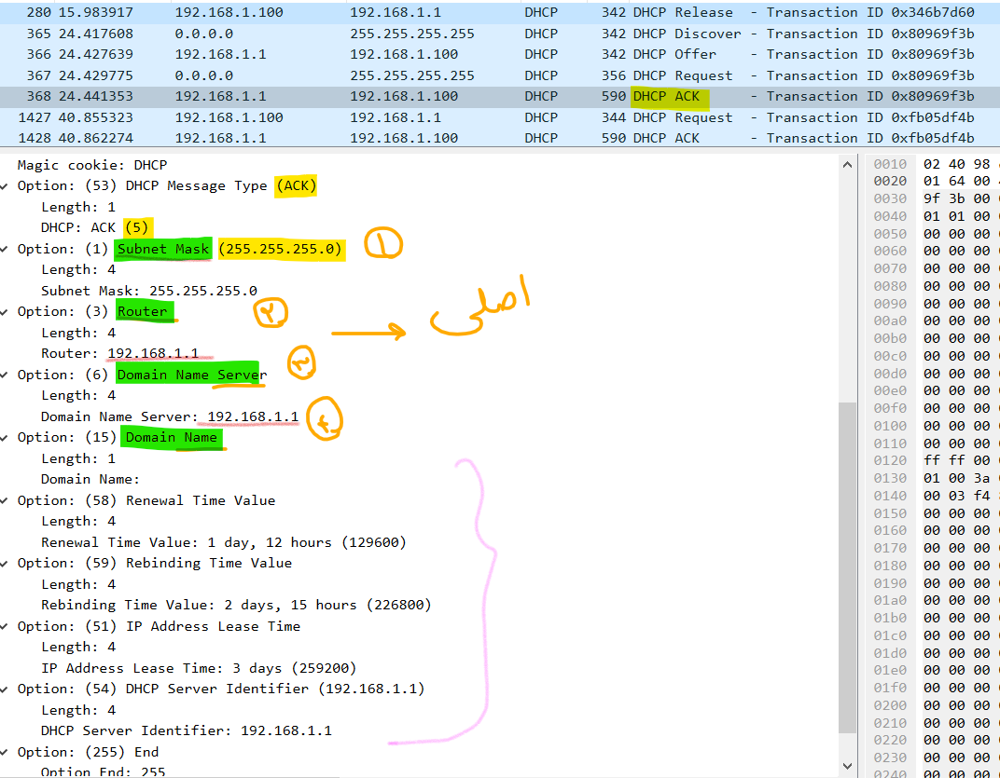 280 15.983917 192.168.1.100 192.168.1.1 DHCP 342 DHCP Release - Transaction ID 0x346b7d60
365 24.417608 0.0.0.0 255.255.255.255 DHCP 342 DHCP Discover - Transaction ID 0x80969f3b
366 24.427639 192.168.1.1 192.168.1.100 DHCP 342 DHCP Offer - Transaction ID 0x80969f3b
367 24.429775 0.0.0.0 255.255.255.255 DHCP 356 DHCP Request - Transaction ID 0x80969f3b
368 24.441353 192.168.1.1 192.168.1.100 DHCP 590 DHCP ACK - Transaction ID 0x80969f3b
1427 40.855323 192.168.1.100 192.168.1.1 DHCP 344 DHCP Request - Transaction ID 0xfb05df4b
1428 40.862274 192.168.1.1 192.168.1.100 DHCP 590 DHCP ACK - Transaction ID 0xfb05df4b
Magic cookie: DHCP
Option: (53) DHCP Message Type (ACK)
Length: 1
DHCP: ACK (5)
Option: (1) Subnet Mask (255.255.255.0) ۱
Length: 4
Subnet Mask: 255.255.255.0
Option: (3) Router ۲
اصلی
Length: 4
Router: 192.168.1.1
Option: (6) Domain Name Server ۳
Length: 4
Domain Name Server: 192.168.1.1 ۴
Option: (15) Domain Name
Length: 1
Domain Name:
Option: (58) Renewal Time Value
Length: 4
Renewal Time Value: 1 day, 12 hours (129600)
Option: (59) Rebinding Time Value
Length: 4
Rebinding Time Value: 2 days, 15 hours (226800)
Option: (51) IP Address Lease Time
Length: 4
IP Address Lease Time: 3 days (259200)
Option: (54) DHCP Server Identifier (192.168.1.1)
Length: 4
DHCP Server Identifier: 192.168.1.1
Option: (255) End
Option End: 255
0010 02 40 98
0020 01 64 00
0030 9f 3b 00
0040 01 01 00
0050 00 00 00
0060 00 00 00
0070 00 00 00
0080 00 00 00
0090 00 00 00
00a0 00 00 00
00b0 00 00 00
00c0 00 00 00
00d0 00 00 00
00e0 00 00 00
00f0 00 00 00
0100 00 00 00
0110 00 00 00
0120 ff ff 00
0130 01 00 3a
0140 00 03 f4
0150 00 00 00
0160 00 00 00
0170 00 00 00
0180 00 00 00
0190 00 00 00
01a0 00 00 00
01b0 00 00 00
01c0 00 00 00
01d0 00 00 00
01e0 00 00 00
01f0 00 00 00
0200 00 00 00
0210 00 00 00
0220 00 00 00
0230 00 00 00
0240 00 00 00